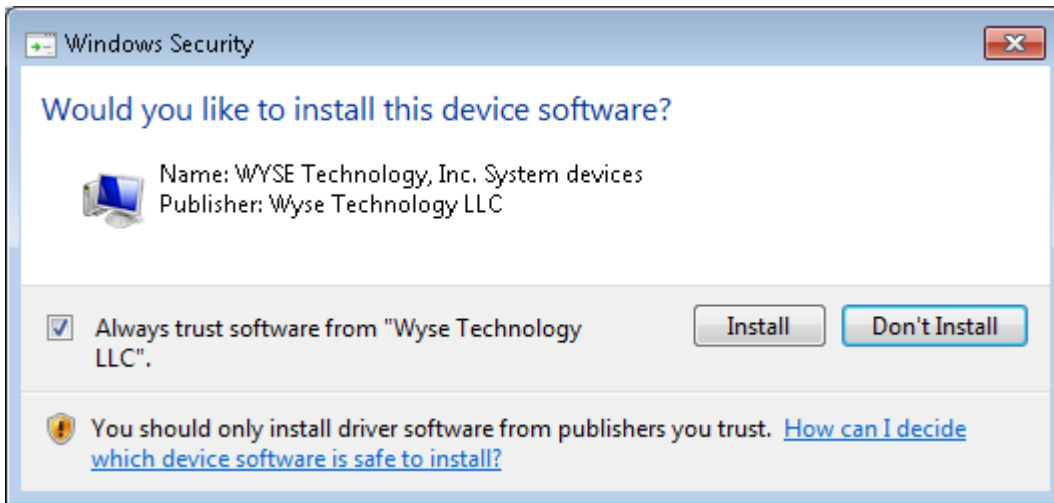 Windows Security
Would you like to install this device software?
Name: WYSE Technology, Inc. System devices
Publisher: Wyse Technology LLC
Always trust software from "Wyse Technology
LLC".
Install
Don't Install
You should only install driver software from publishers you trust. How can I decide
which device software is safe to install?